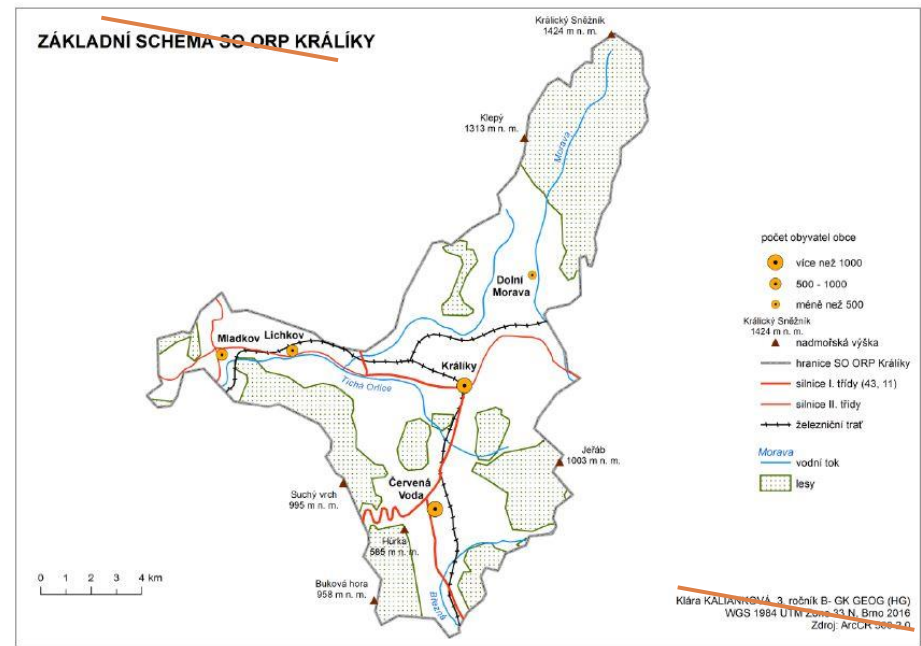 ZÁKLADNÍ SCHEMA SO ORP KRÁLÍKY
Králický Sněžník
1424 m n. m.
Klepý
1313 m n. m.
Morava
Dolní
Morava
Mladkov
Lichkov
Tichá Orlice
Králíky
Jeřáb
1003 m n. m.
Červená
Voda
Suchý vrch
995 m n. m.
Hůrka
m n. m.
Buková hora
958 m n. m.
Březná
0 1 2 3 4 km
počet obyvatel obce
více než 1000
500 - 1000
méně než 500
Králický Sněžník
1424 m n. m.
nadmořská výška
hranice SO ORP Králíky
silnice I. třídy (43, 11)
silnice II. třídy
železniční trať
Morava
vodní tok
lesy
Klára KALIÁNKOVÁ, 3. ročník B- GK GEOG (HG)
WGS 1984 UTM Zone 33 N, Brno 2016
Zdroj: ArcČR